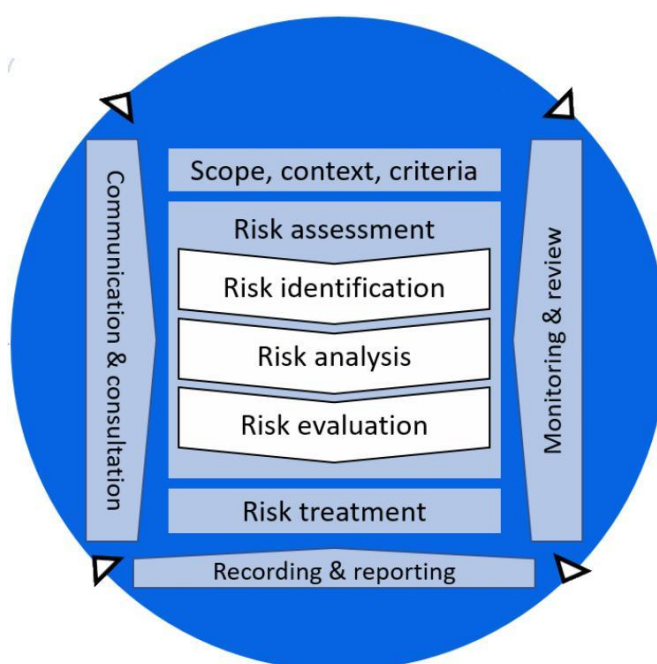 Scope, context, criteria
Risk assessment
Risk identification
Risk analysis
Risk evaluation
Risk treatment
Recording & reporting
Communication & consultation
Monitoring & review